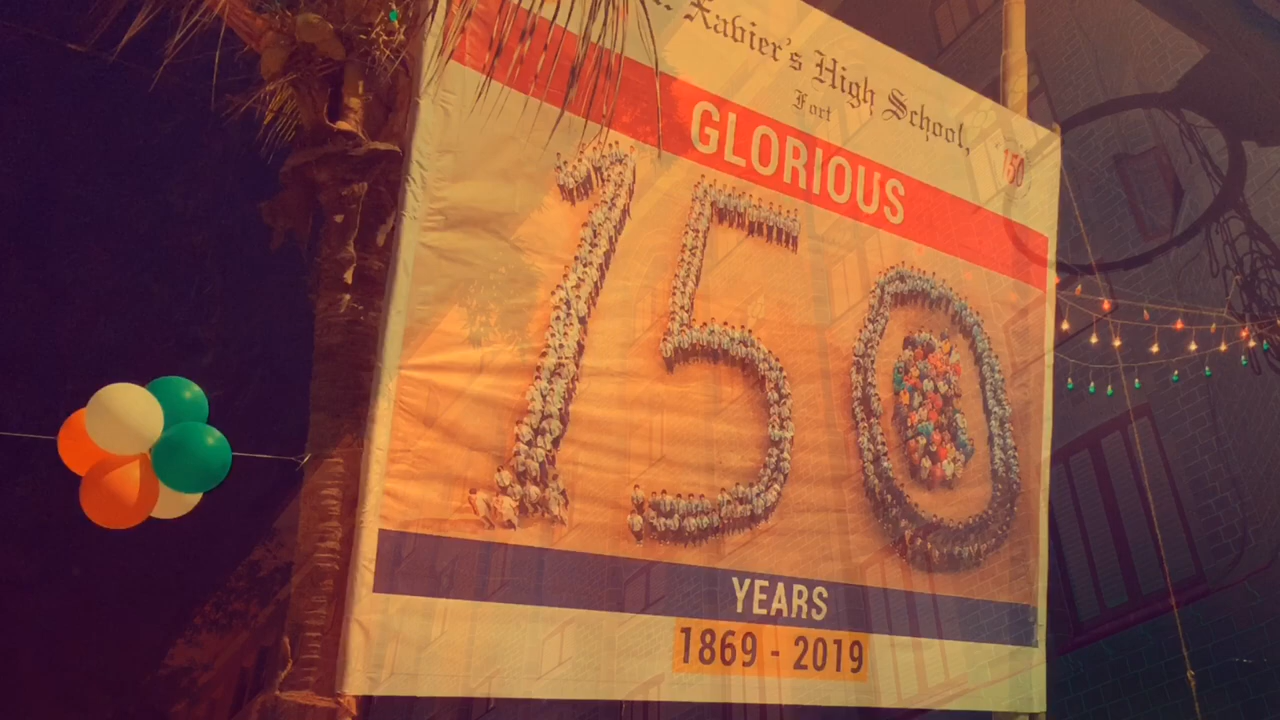 Xabier's High School,
Fort
150
GLORIOUS
150
YEARS
1869 - 2019